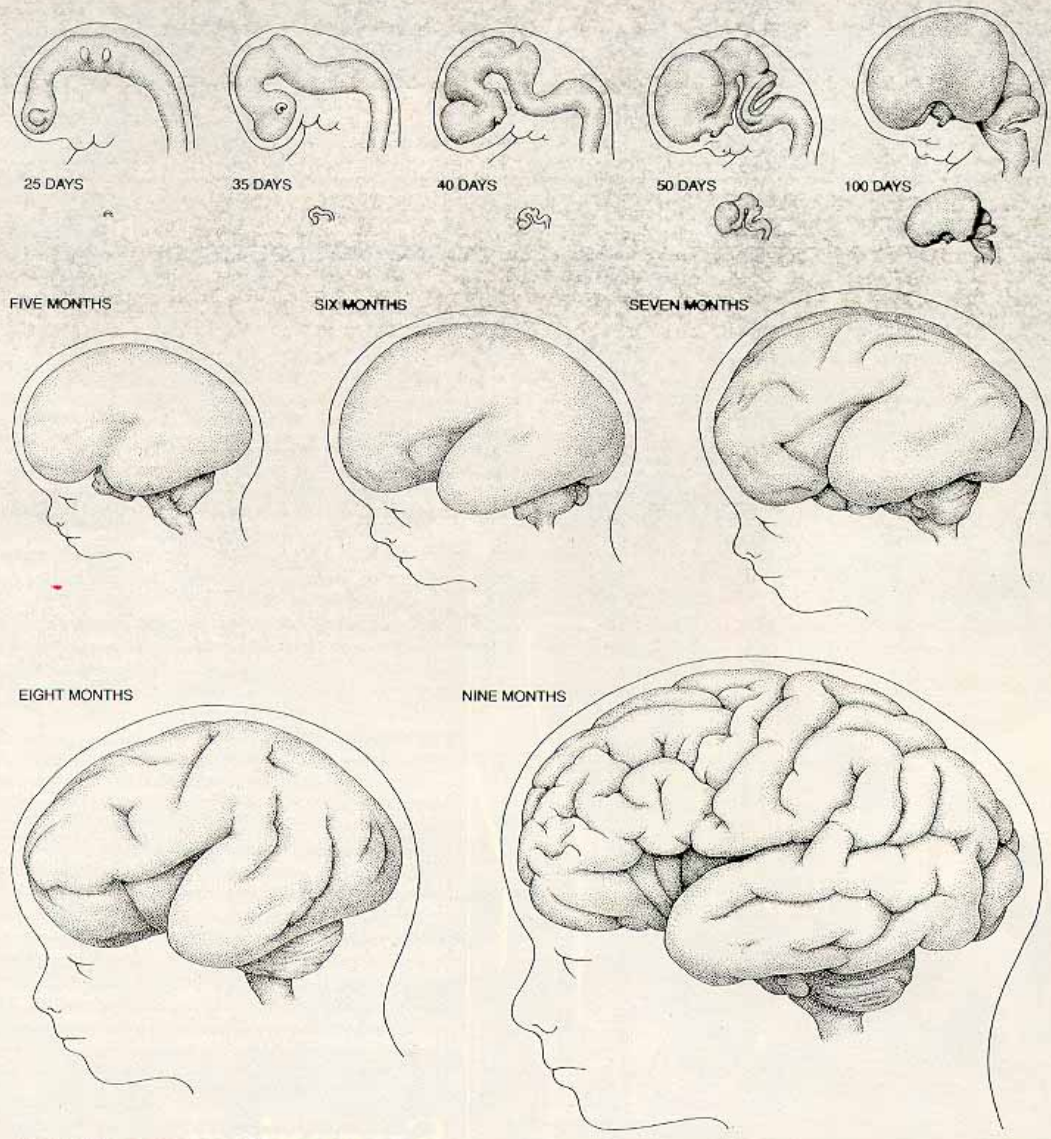 25 DAYS
35 DAYS
40 DAYS
50 DAYS
100 DAYS
FIVE MONTHS
SIX MONTHS
SEVEN MONTHS
EIGHT MONTHS
NINE MONTHS